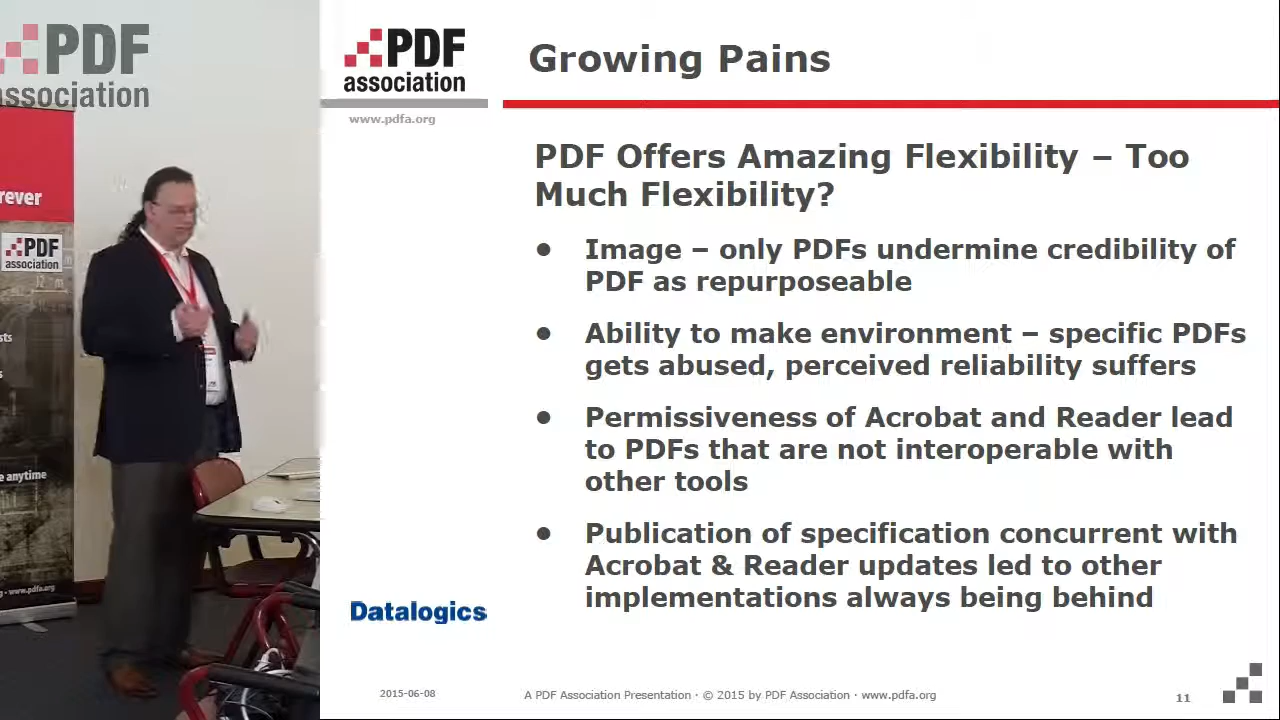 PDF
association
rever
PDF
association
e anytime
www.pdfa.org
PDF
association
www.pdfa.org
Growing Pains
PDF Offers Amazing Flexibility – Too
Much Flexibility?
• Image – only PDFs undermine credibility of
PDF as repurposeable
• Ability to make environment – specific PDFs
gets abused, perceived reliability suffers
• Permissiveness of Acrobat and Reader lead
to PDFs that are not interoperable with
other tools
• Publication of specification concurrent with
Acrobat & Reader updates led to other
implementations always being behind
Datalogics
2015-06-08
A PDF Association Presentation · © 2015 by PDF Association · www.pdfa.org
11